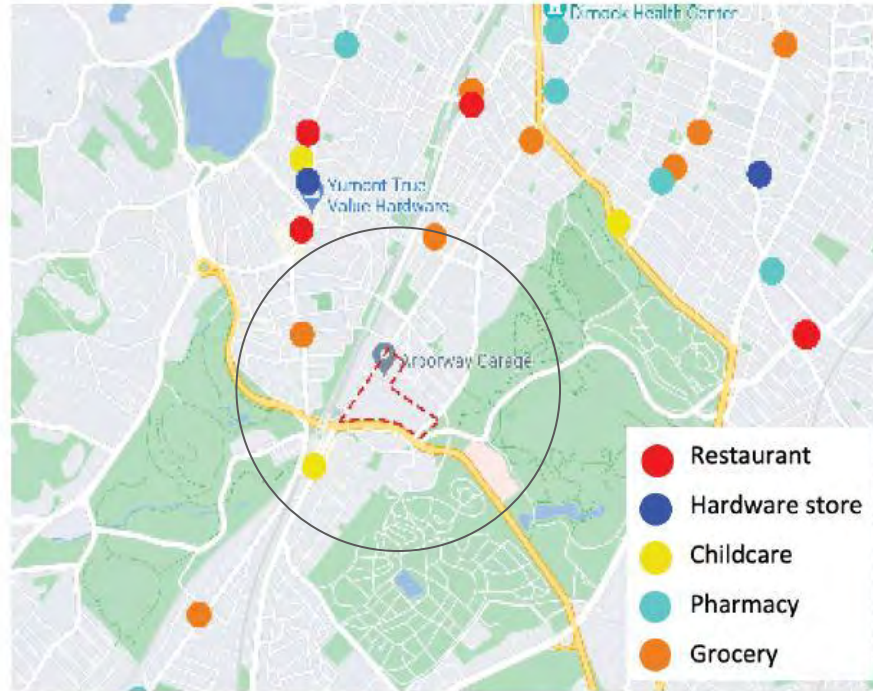 Dimock Health Center
Yumont True
Value Hardware
Arborway Garage
Restaurant
Hardware store
Childcare
Pharmacy
Grocery